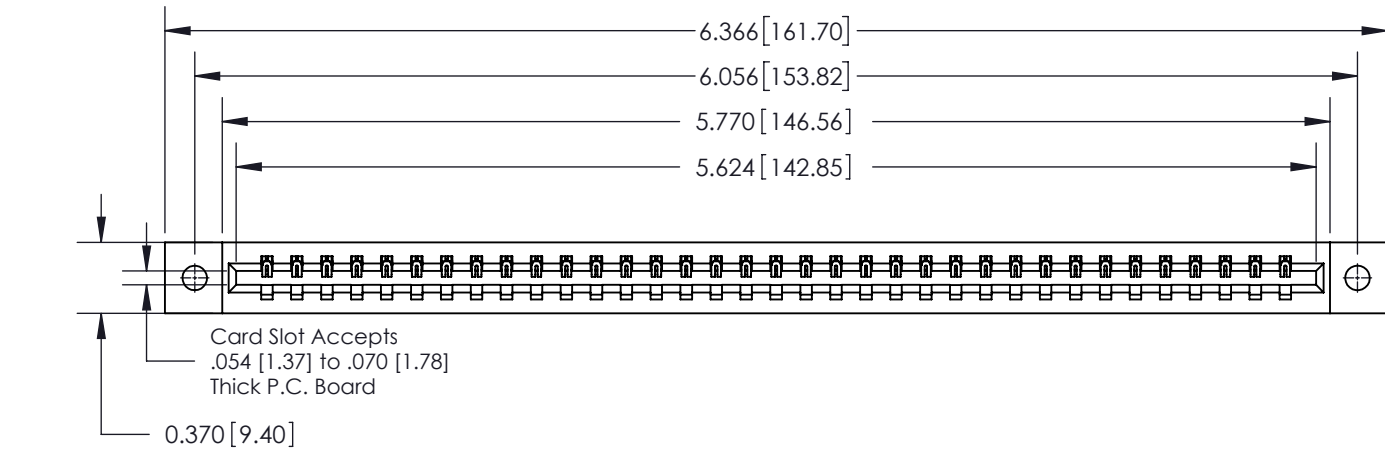 6.366[161.70]
6.056[153.82]
5.770[146.56]
5.624[142.85]
Card Slot Accepts
.054 [1.37] to .070 [1.78]
Thick P.C. Board
0.370[9.40]